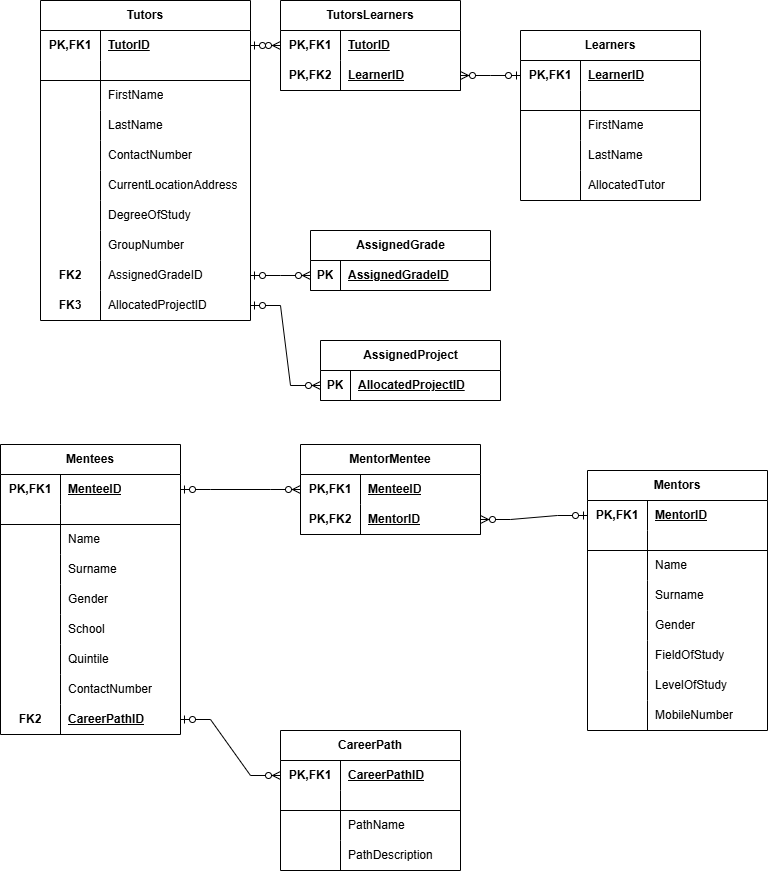 Tutors
PK,FK1 TutorID
FirstName
LastName
ContactNumber
CurrentLocationAddress
DegreeOfStudy
GroupNumber
FK2 AssignedGradeID
FK3 AllocatedProjectID
TutorsLearners
PK,FK1 TutorID
PK,FK2 LearnerID
Learners
PK,FK1 LearnerID
FirstName
LastName
AllocatedTutor
AssignedGrade
PK AssignedGradeID
AssignedProject
PK AllocatedProjectID
Mentees
PK,FK1 MenteeID
Name
Surname
Gender
School
Quintile
ContactNumber
FK2 CareerPathID
MentorMentee
PK,FK1 MenteeID
PK,FK2 MentorID
Mentors
PK,FK1 MentorID
Name
Surname
Gender
FieldOfStudy
LevelOfStudy
MobileNumber
CareerPath
PK,FK1 CareerPathID
PathName
PathDescription